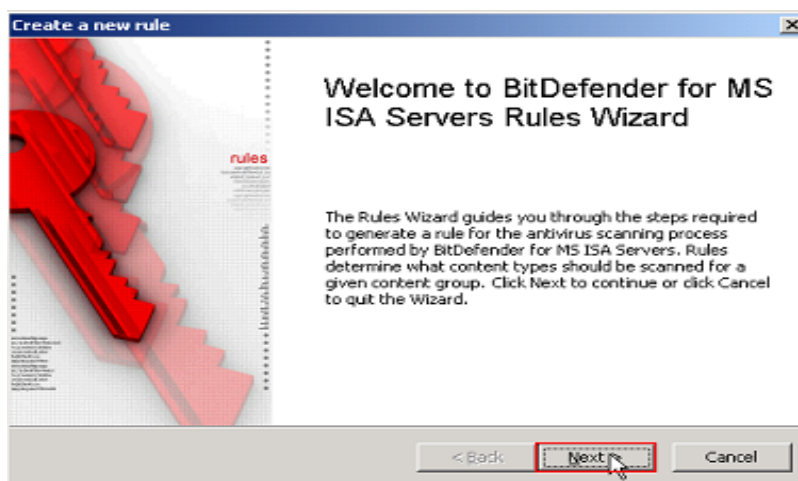 Create a new rule
Welcome to BitDefender for MS
ISA Servers Rules Wizard
rules
The Rules Wizard guides you through the steps required
to generate a rule for the antivirus scanning process
performed by BitDefender for MS ISA Servers. Rules
determine what content types should be scanned for a
given content group. Click Next to continue or click Cancel
to quit the Wizard.
< Back
Next >
Cancel